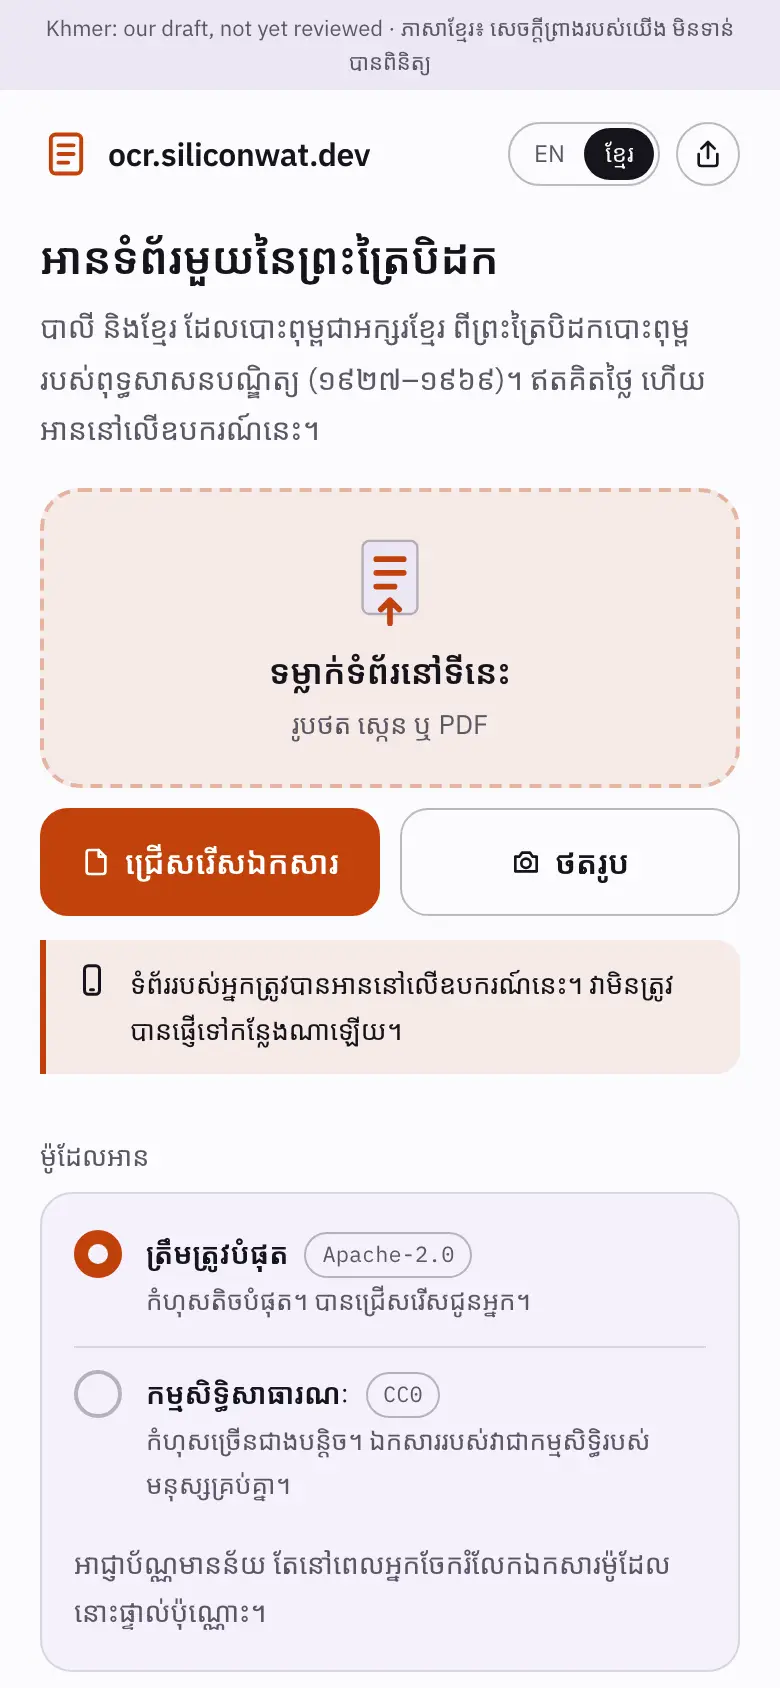 Khmer: our draft, not yet reviewed · ភាសាខ្មែរ៖ សេចក្តីព្រាងរបស់យើង មិនទាន់
បានពិនិត្យ
ocr.siliconwat.dev
EN
ខ្មែរ
អានទំព័រមួយនៃព្រះត្រៃបិដក
បាលី និងខ្មែរ ដែលបោះពុម្ពជាអក្សរខ្មែរ ពីព្រះត្រៃបិដកបោះពុម្ព
របស់ពុទ្ធសាសនបណ្ឌិត្យ (១៩២៧–១៩៦៩)។ ឥតគិតថ្លៃ ហើយ
អាននៅលើឧបករណ៍នេះ។
ទម្លាក់ទំព័រនៅទីនេះ
រូបថត ស្កេន ឬ PDF
ជ្រើសរើសឯកសារ
ថតរូប
ទំព័ររបស់អ្នកត្រូវបានអាននៅលើឧបករណ៍នេះ។ វាមិនត្រូវ
បានផ្ញើទៅកន្លែងណាឡើយ។
ម៉ូដែលអាន
ត្រឹមត្រូវបំផុត Apache-2.0
កំហុសតិចបំផុត។ បានជ្រើសរើសជូនអ្នក។
កម្មសិទ្ធិសាធារណៈ CC0
កំហុសច្រើនជាងបន្តិច។ ឯកសាររបស់វាជាកម្មសិទ្ធិរបស់
មនុស្សគ្រប់គ្នា។
អាជ្ញាប័ណ្ណមានន័យ តែនៅពេលអ្នកចែករំលែកឯកសារម៉ូដែល
នោះផ្ទាល់ប៉ុណ្ណោះ។